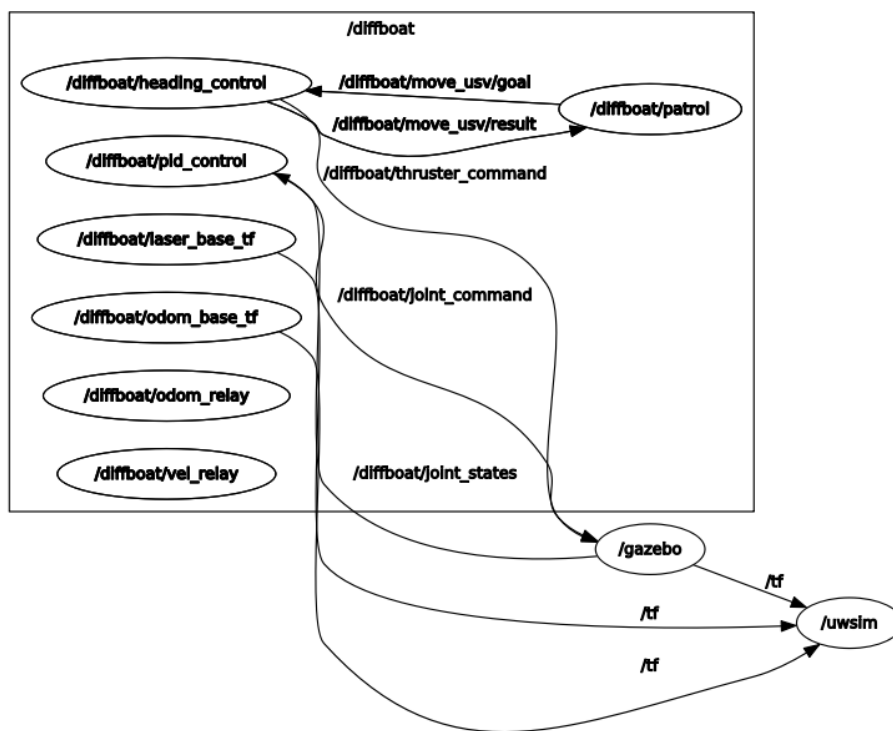 /diffboat
/diffboat/heading_control
/diffboat/move_usv/goal
/diffboat/patrol
/diffboat/move_usv/result
/diffboat/pid_control
/diffboat/thruster_command
/diffboat/laser_base_tf
/diffboat/joint_command
/diffboat/odom_base_tf
/diffboat/odom_relay
/diffboat/vel_relay
/diffboat/joint_states
/gazebo
/tf
/tf
/uwsim
/tf